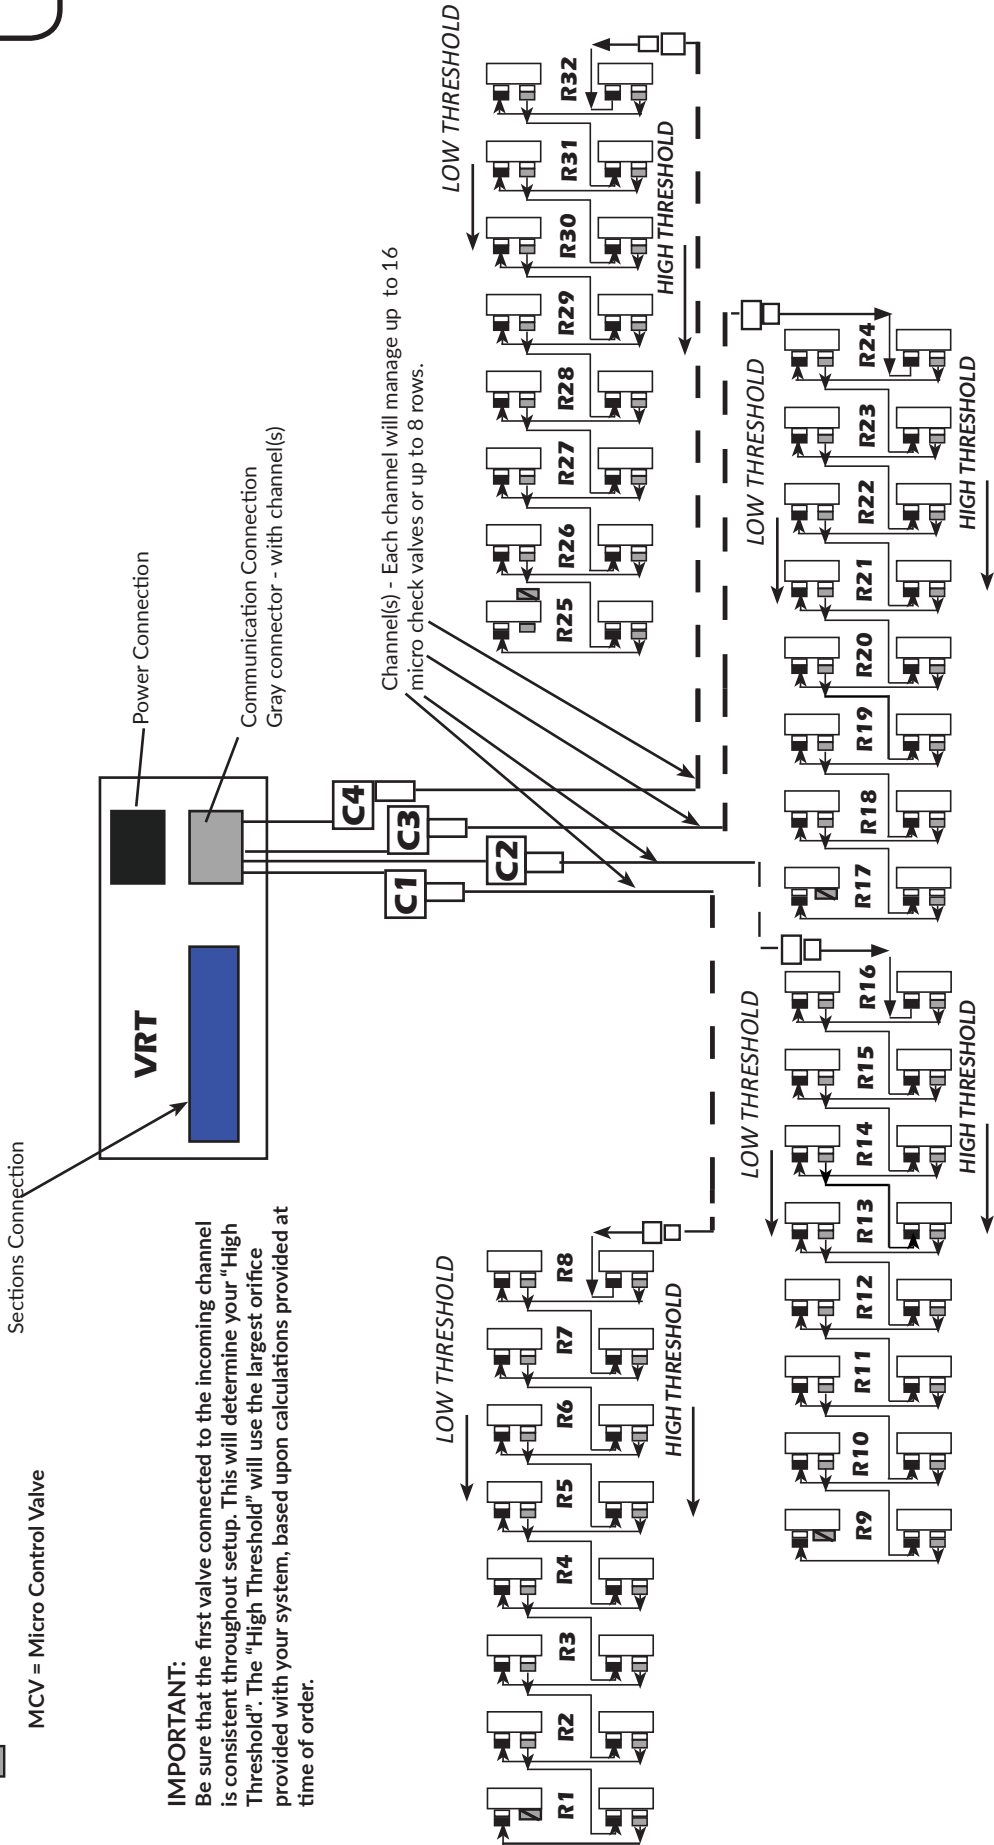 Sections Connection
MCV = Micro Control Valve
IMPORTANT:
Be sure that the first valve connected to the incoming channel
is consistent throughout setup. This will determine your “High
Threshold”. The “High Threshold” will use the largest orifice
provided with your system, based upon calculations provided at
time of order.
VRT
Power Connection
Communication Connection
Gray connector - with channel(s)
C1
C2
C3
C4
Channel(s) - Each channel will manage up to 16
micro check valves or up to 8 rows.
LOW THRESHOLD
R1
R2
R3
R4
R5
R6
R7
R8
HIGH THRESHOLD
LOW THRESHOLD
R25
R26
R27
R28
R29
R30
R31
R32
HIGH THRESHOLD
LOW THRESHOLD
R9
R10
R11
R12
R13
R14
R15
R16
HIGH THRESHOLD
LOW THRESHOLD
R17
R18
R19
R20
R21
R22
R23
R24
HIGH THRESHOLD